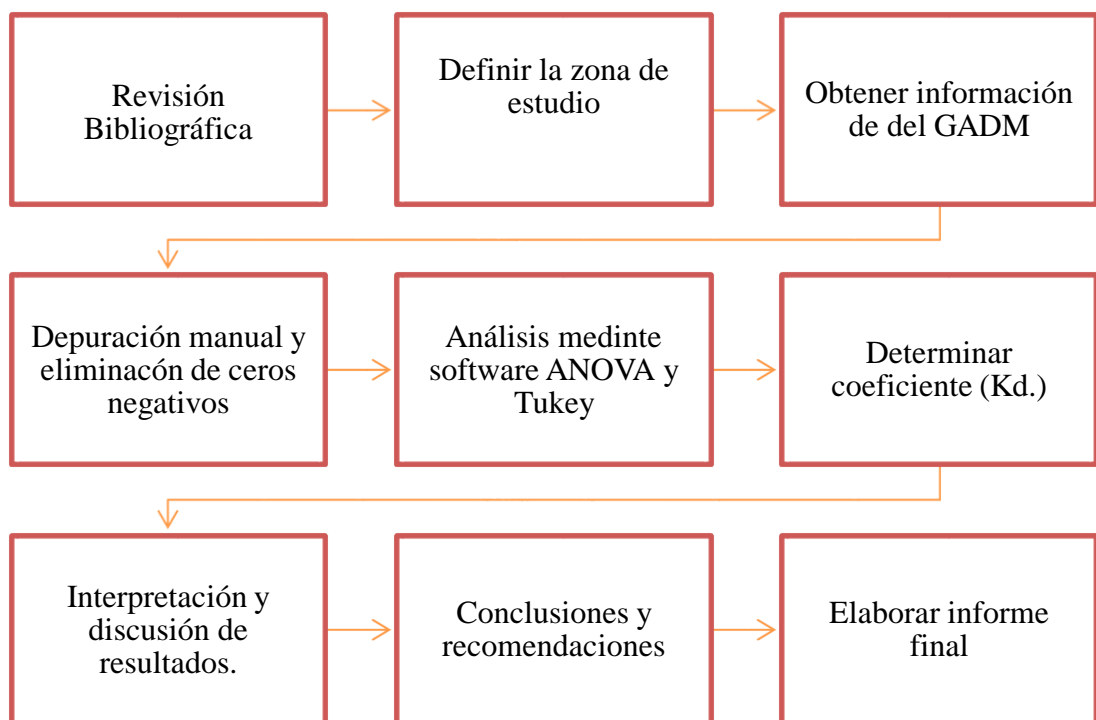 Revisión
Bibliográfica
Definir la zona de
estudio
Obtener información
de del GADM
Depuración manual y
eliminacón de ceros
negativos
Análisis medinte
software ANOVA y
Tukey
Determinar
coeficiente (Kd.)
Interpretación y
discusión de
resultados.
Conclusiones y
recomendaciones
Elaborar informe
final